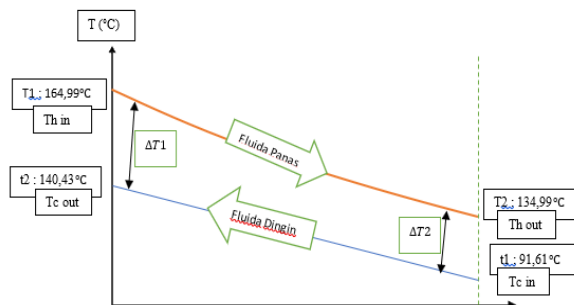 T (°C)
T1 : 164,99℃
Th in
ΔT1
Fluida Panas
t2 : 140,43℃
Tc out
Fluida Dingin
ΔT2
T2 : 134,99℃
Th out
t1 : 91,61℃
Tc in